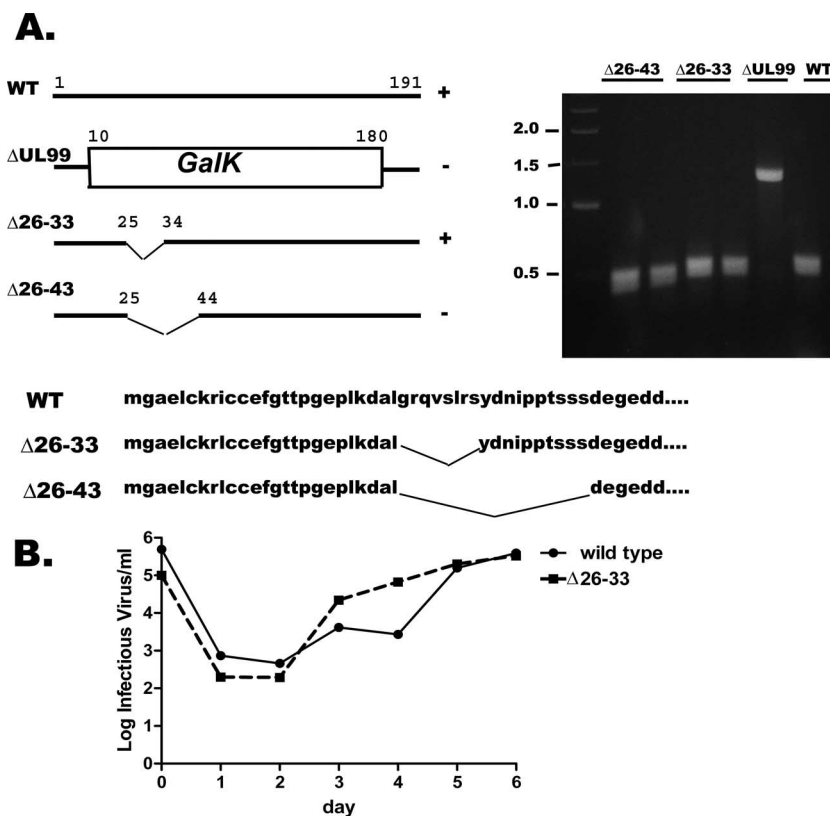 A.
WT 1 191 +
ΔUL99 10 180 GalK -
Δ26-33 25 34 +
Δ26-43 25 44 -
Δ26-43 Δ26-33 ΔUL99 WT
2.0
1.5
1.0
0.5
WT mgaelckriccefgttpgeplkdalgrqvslrsydnipptsssdegedd....
Δ26-33 mgaelckrlccefgttpgeplkdal ydnipptsssdegedd....
Δ26-43 mgaelckrlccefgttpgeplkdal degedd....
B.
Log Infectious Virus/ml
6
5
4
3
2
1
0
0 1 2 3 4 5 6
day
wild type
Δ26-33